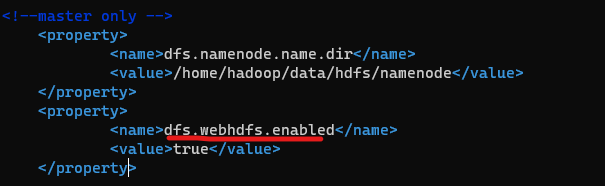 <!--master only -->
<property>
<name>dfs.namenode.name.dir</name>
<value>/home/hadoop/data/hdfs/namenode</value>
</property>
<property>
<name>dfs.webhdfs.enabled</name>
<value>true</value>
</property>